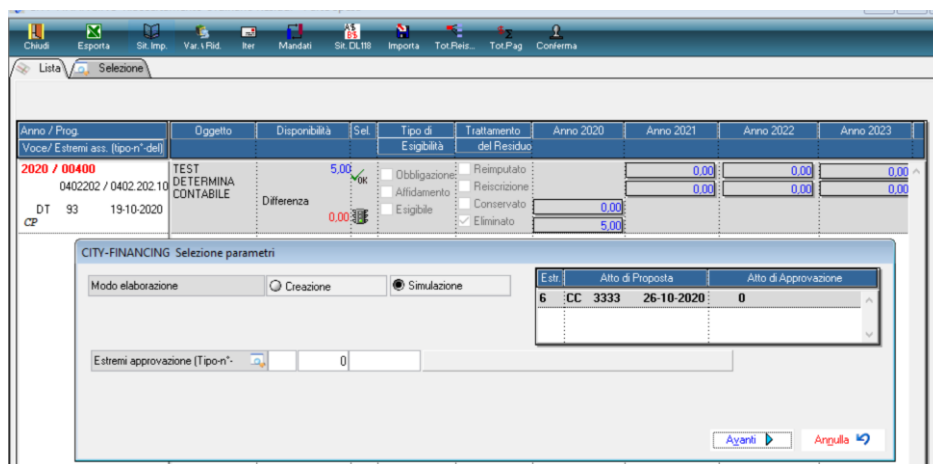 Chiudi Esporta Sit. Imp. Var. \ Rid. Iter Mandati Sit. DL118 Importa Tot.Reis... Tot.Pag Conferma
Lista Selezione
Anno / Prog. Oggetto Disponibilità Sel. Tipo di Trattamento Anno 2020 Anno 2021 Anno 2022 Anno 2023
Voce/ Estremi ass. (tipo-n°-del) Esigibilità del Residuo
2020 / 00400 TEST 5,00 Obbligazione Reimputato 0,00 0,00 0,00
0402202 / 0402.202.10 DETERMINA OK Affidamento Reiscrizione 0,00 0,00 0,00
CONTABILE Differenza
DT 93 19-10-2020 Esigibile Conservato 0,00
CP 0,00 Eliminato 5,00
CITY-FINANCING Selezione parametri
Modo elaborazione Creazione Simulazione
Estr. Atto di Proposta Atto di Approvazione
6 CC 3333 26-10-2020 0
Estremi approvazione (Tipo-n°- 0
Avanti Annulla